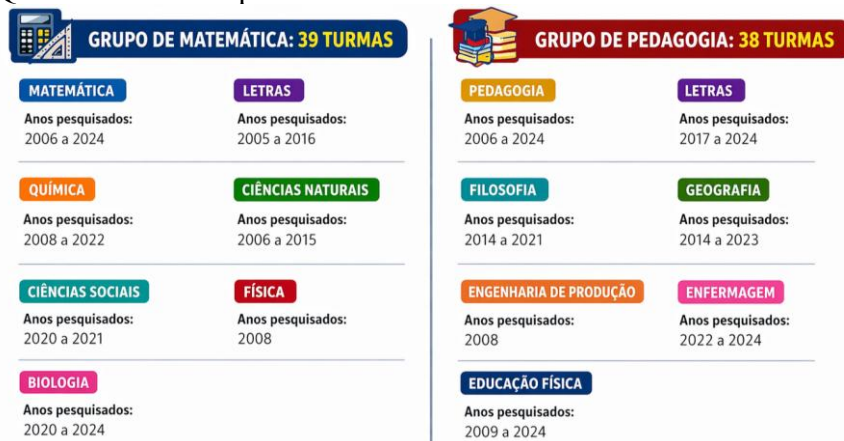 GRUPO DE MATEMÁTICA: 39 TURMAS
MATEMÁTICA
Anos pesquisados:
2006 a 2024
LETRAS
Anos pesquisados:
2005 a 2016
QUÍMICA
Anos pesquisados:
2008 a 2022
CIÊNCIAS NATURAIS
Anos pesquisados:
2006 a 2015
CIÊNCIAS SOCIAIS
Anos pesquisados:
2020 a 2021
FÍSICA
Anos pesquisados:
2008
BIOLOGIA
Anos pesquisados:
2020 a 2024
GRUPO DE PEDAGOGIA: 38 TURMAS
PEDAGOGIA
Anos pesquisados:
2006 a 2024
LETRAS
Anos pesquisados:
2017 a 2024
FILOSOFIA
Anos pesquisados:
2014 a 2021
GEOGRAFIA
Anos pesquisados:
2014 a 2023
ENGENHARIA DE PRODUÇÃO
Anos pesquisados:
2008
ENFERMAGEM
Anos pesquisados:
2022 a 2024
EDUCAÇÃO FÍSICA
Anos pesquisados:
2009 a 2024